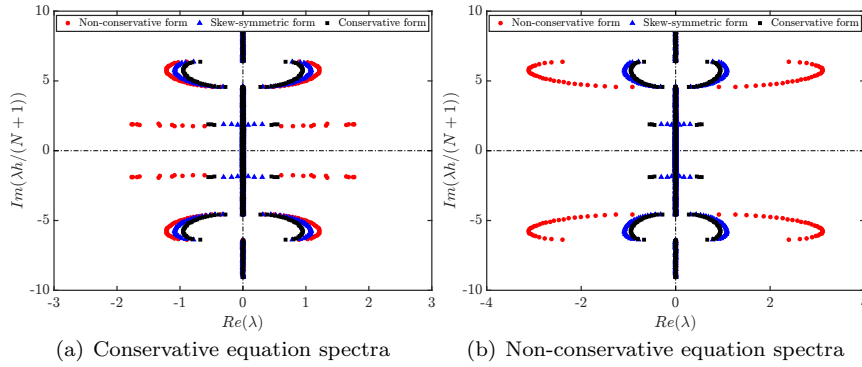 Non-conservative form Skew-symmetric form Conservative form
10
5
0
-5
-10
Im(λh/(N + 1))
-3 -2 -1 0 1 2 3
Re(λ)
(a) Conservative equation spectra
Non-conservative form Skew-symmetric form Conservative form
10
5
0
-5
-10
Im(λh/(N + 1))
-4 -2 0 2
Re(λ)
(b) Non-conservative equation spectra